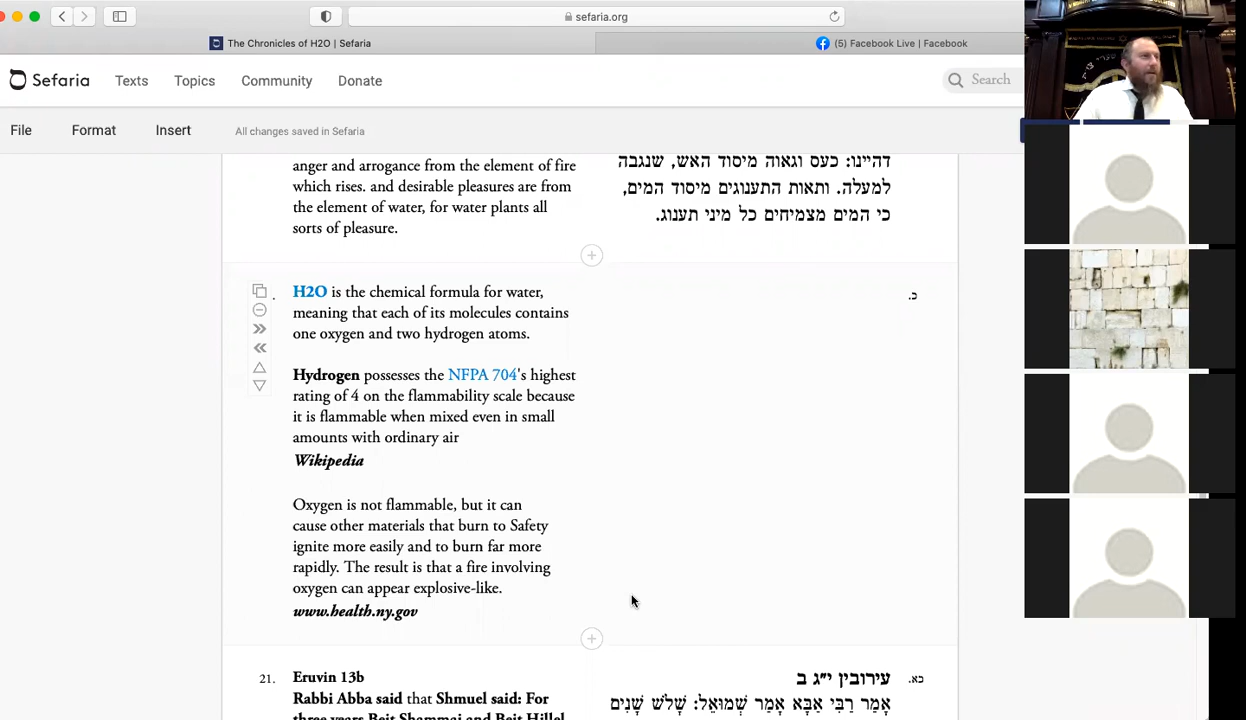 sefaria.org
The Chronicles of H2O | Sefaria
(5) Facebook Live | Facebook
Sefaria
Texts
Topics
Community
Donate
Search
File
Format
Insert
All changes saved in Sefaria
anger and arrogance from the element of fire
which rises. and desirable pleasures are from
the element of water, for water plants all
sorts of pleasure.
דהיינו: כעס וגאוה מיסוד האש, שנגבה
למעלה. ותאות התענוגים מיסוד המים,
כי המים מצמיחים כל מיני תענוג.
H2O is the chemical formula for water,
meaning that each of its molecules contains
one oxygen and two hydrogen atoms.
Hydrogen possesses the NFPA 704's highest
rating of 4 on the flammability scale because
it is flammable when mixed even in small
amounts with ordinary air
Wikipedia
Oxygen is not flammable, but it can
cause other materials that burn to Safety
ignite more easily and to burn far more
rapidly. The result is that a fire involving
oxygen can appear explosive-like.
www.health.ny.gov
כ.
21.
Eruvin 13b
Rabbi Abba said that Shmuel said: For
three years Beit Shammai and Beit Hillel
כא.
עירובין י״ג ב
אָמַר רַבִּי אַבָּא אָמַר שְׁמוּאֵל: שָׁלֹשׁ שָׁנִים